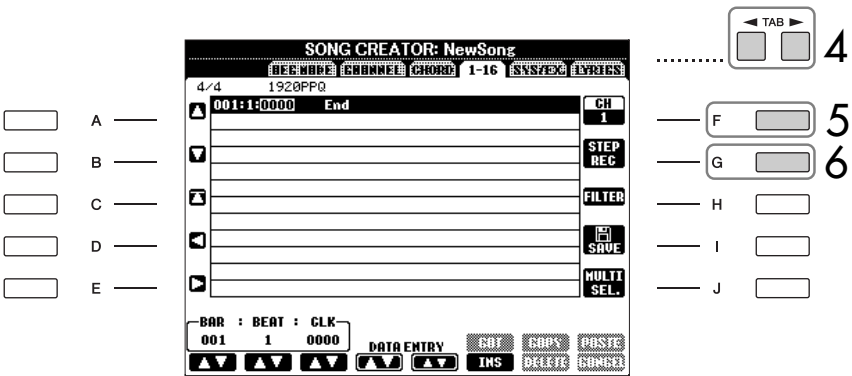 ◄ TAB ►
4
SONG CREATOR: NewSong
REC MODE CHANNEL CHORD 1-16 SYS/EX. LYRICS
4/4 1920PPQ
001:1:0000 End
CH
1
A
F
5
STEP
REC
B
G
6
FILTER
C
H
SAVE
D
I
MULTI
SEL.
E
J
BAR : BEAT : CLK
001 1 0000
DATA ENTRY
CUT COPY PASTE
INS DELETE CANCEL